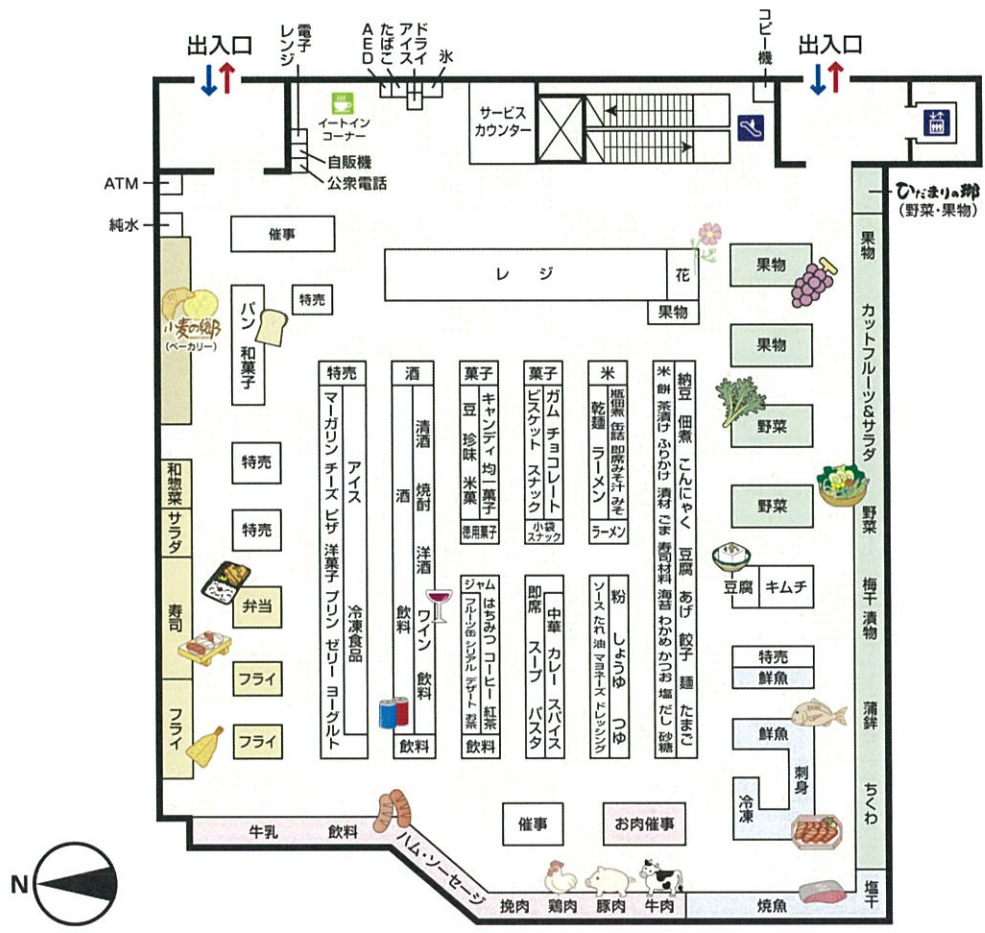 出入口
電子
レンジ
AED
たばこ
ドライ
アイス
氷
コピー機
出入口
イートイン
コーナー
サービス
カウンター
自販機
公衆電話
ATM
純水
ひだまりの郷
(野菜・果物)
催事
レジ
花
果物
果物
果物
カットフルーツ&サラダ
野菜
梅干 漬物
蒲鉾
ちくわ
塩干
小麦の郷
(ベーカリー)
パン 和菓子
特売
果物
野菜
野菜
特売
特売
和惣菜
サラダ
寿司
フライ
弁当
フライ
フライ
特売
マーガリン チーズ ピザ 洋菓子 プリン ゼリー ヨーグルト
アイス 冷凍食品
酒
酒 飲料
清酒 焼酎 洋酒 ワイン 飲料
飲料
菓子
豆 珍味 米菓
キャンディ 均一菓子
徳用菓子
ジャム
フルーツ缶 シリアル デザート お茶
はちみつ コーヒー 紅茶
飲料
菓子
ビスケット スナック
ガム チョコレート
小袋
スナック
即席 スープ パスタ
中華 カレー スパイス
米
乾麺 ラーメン
瓶佃煮 缶詰 即席みそ汁 みそ
ラーメン
ソース たれ 油 マヨネーズ ドレッシング
粉 しょうゆ つゆ
米 餅 茶漬け ふりかけ 漬材 ごま 寿司材料 海苔 わかめ かつお 塩 だし 砂糖
納豆 佃煮 こんにゃく 豆腐 あげ 餃子 麺 たまご
豆腐
キムチ
特売
鮮魚
鮮魚
刺身
冷凍
催事
お肉催事
牛乳 飲料
ハム・ソーセージ
挽肉 鶏肉 豚肉 牛肉
焼魚
N